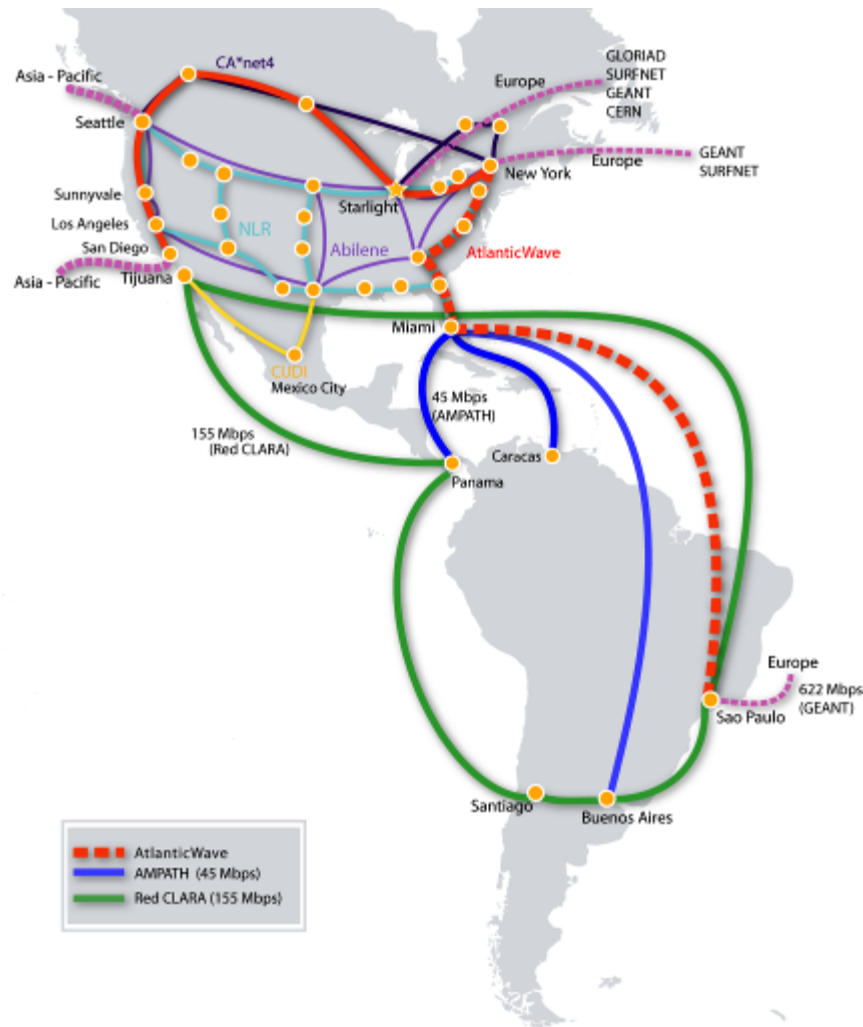 CA*net4
GLORIAD
SURFNET
GEANT
CERN
Europe
Asia - Pacific
Seattle
Europe
GEANT
SURFNET
New York
Starlight
Sunnyvale
Los Angeles
NLR
Abilene
AtlanticWave
San Diego
Asia - Pacific
Tijuana
Miami
CUDI
Mexico City
45 Mbps
(AMPATH)
155 Mbps
(Red CLARA)
Caracas
Panama
Europe
622 Mbps
(GEANT)
Sao Paulo
Santiago
Buenos Aires
AtlanticWave
AMPATH (45 Mbps)
Red CLARA (155 Mbps)